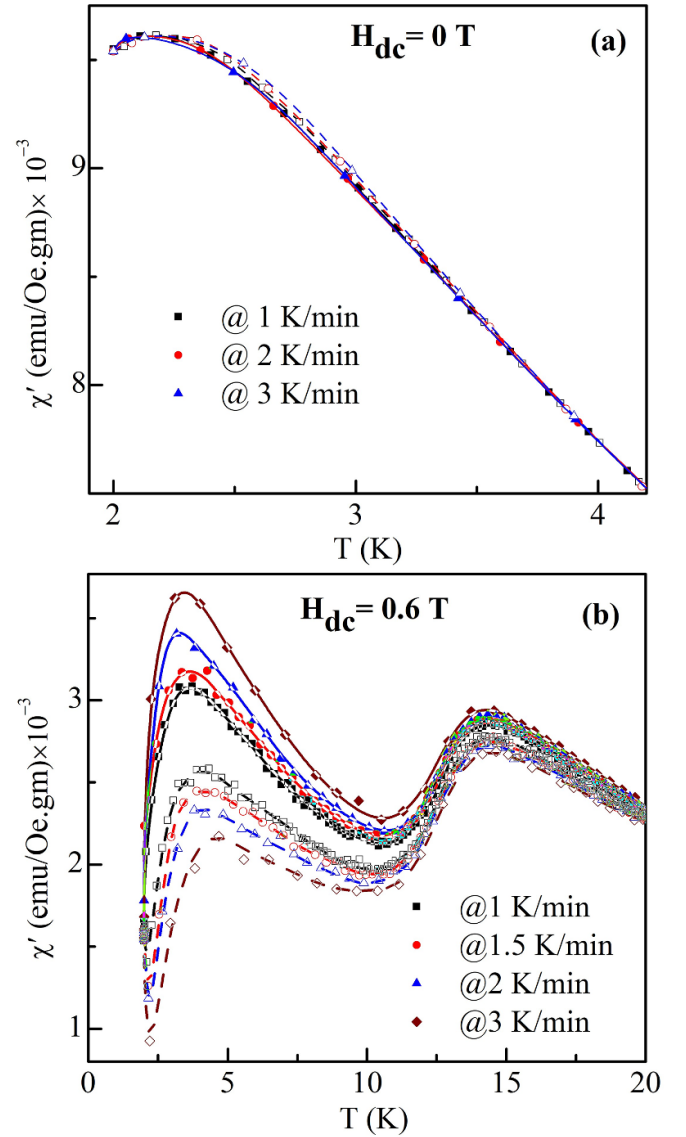 H_dc = 0 T
(a)
9
8
χ′ (emu/Oe.gm)× 10⁻³
@ 1 K/min
@ 2 K/min
@ 3 K/min
2 3 4
T (K)
H_dc = 0.6 T
(b)
3
2
1
χ′ (emu/Oe.gm)×10⁻³
@1 K/min
@1.5 K/min
@2 K/min
@3 K/min
0 5 10 15 20
T (K)